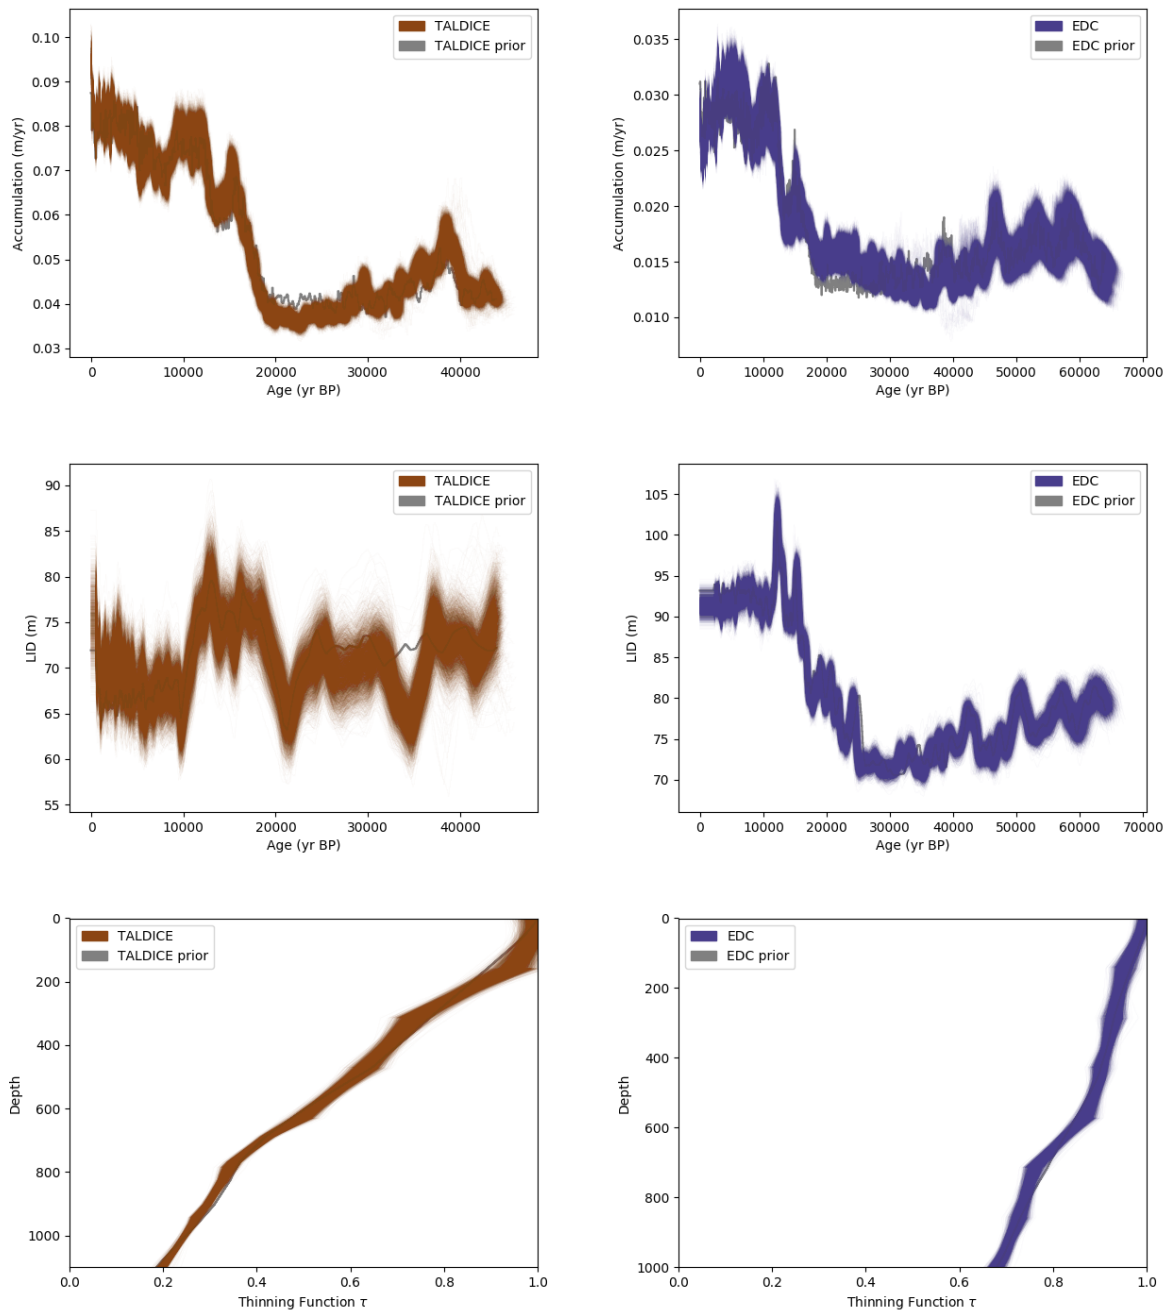 TALDICE
TALDICE prior
Accumulation (m/yr)
0.10
0.09
0.08
0.07
0.06
0.05
0.04
0.03
0 10000 20000 30000 40000
Age (yr BP)
EDC
EDC prior
Accumulation (m/yr)
0.035
0.030
0.025
0.020
0.015
0.010
0 10000 20000 30000 40000 50000 60000 70000
Age (yr BP)
TALDICE
TALDICE prior
LID (m)
90
85
80
75
70
65
60
55
0 10000 20000 30000 40000
Age (yr BP)
EDC
EDC prior
LID (m)
105
100
95
90
85
80
75
70
0 10000 20000 30000 40000 50000 60000 70000
Age (yr BP)
TALDICE
TALDICE prior
Depth
0
200
400
600
800
1000
0.0 0.2 0.4 0.6 0.8 1.0
Thinning Function τ
EDC
EDC prior
Depth
0
200
400
600
800
1000
0.0 0.2 0.4 0.6 0.8 1.0
Thinning Function τ